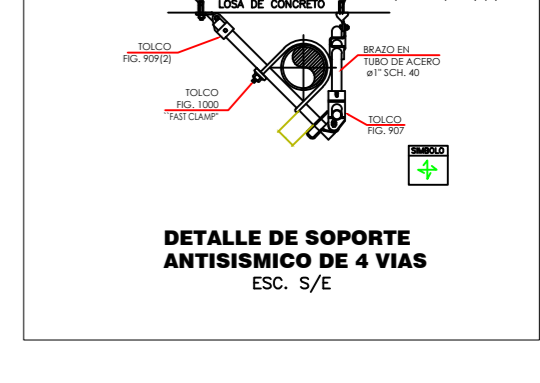 LOSA DE CONCRETO
TOLCO
FIG. 909(2)
BRAZO EN
TUBO DE ACERO
ø1" SCH. 40
TOLCO
FIG. 1000
``FAST CLAMP''
TOLCO
FIG. 907
SIMBOLO
DETALLE DE SOPORTE
ANTISISMICO DE 4 VIAS
ESC. S/E